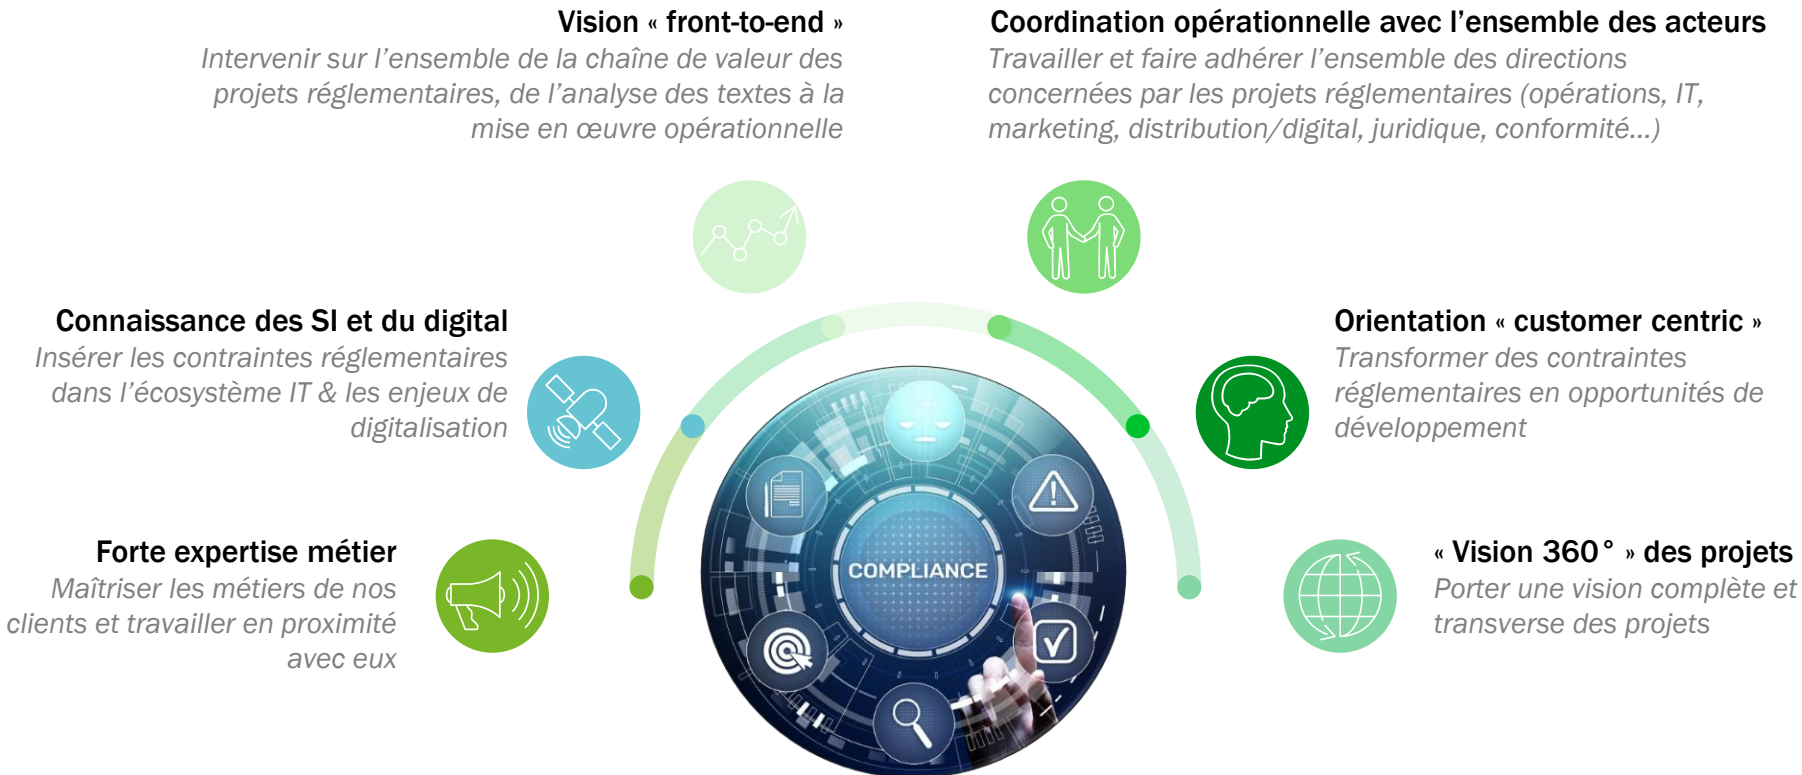 Vision « front-to-end »
Intervenir sur l’ensemble de la chaîne de valeur des
projets réglementaires, de l’analyse des textes à la
mise en œuvre opérationnelle
Coordination opérationnelle avec l’ensemble des acteurs
Travailler et faire adhérer l’ensemble des directions
concernées par les projets réglementaires (opérations, IT,
marketing, distribution/digital, juridique, conformité…)
Connaissance des SI et du digital
Insérer les contraintes réglementaires
dans l’écosystème IT & les enjeux de
digitalisation
Orientation « customer centric »
Transformer des contraintes
réglementaires en opportunités de
développement
Forte expertise métier
Maîtriser les métiers de nos
clients et travailler en proximité
avec eux
COMPLIANCE
« Vision 360° » des projets
Porter une vision complète et
transverse des projets